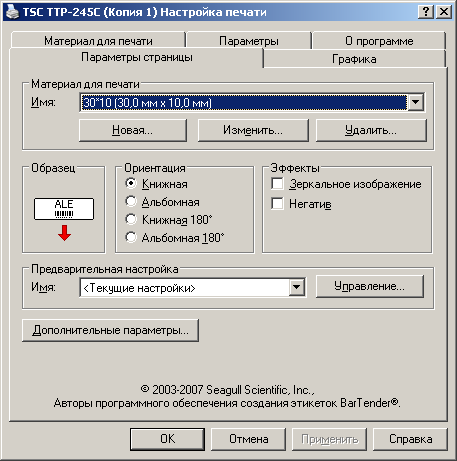 TSC TTP-245C (Копия 1) Настройка печати
Материал для печати
Параметры
О программе
Параметры страницы
Графика
Материал для печати
Имя: 30*10 (30,0 мм x 10,0 мм)
Новая...
Изменить...
Удалить...
Образец
ALE
Ориентация
Книжная
Альбомная
Книжная 180°
Альбомная 180°
Эффекты
Зеркальное изображение
Негатив
Предварительная настройка
Имя: <Текущие настройки>
Управление...
Дополнительные параметры...
© 2003-2007 Seagull Scientific, Inc.,
Авторы программного обеспечения создания этикеток BarTender®.
OK
Отмена
Применить
Справка